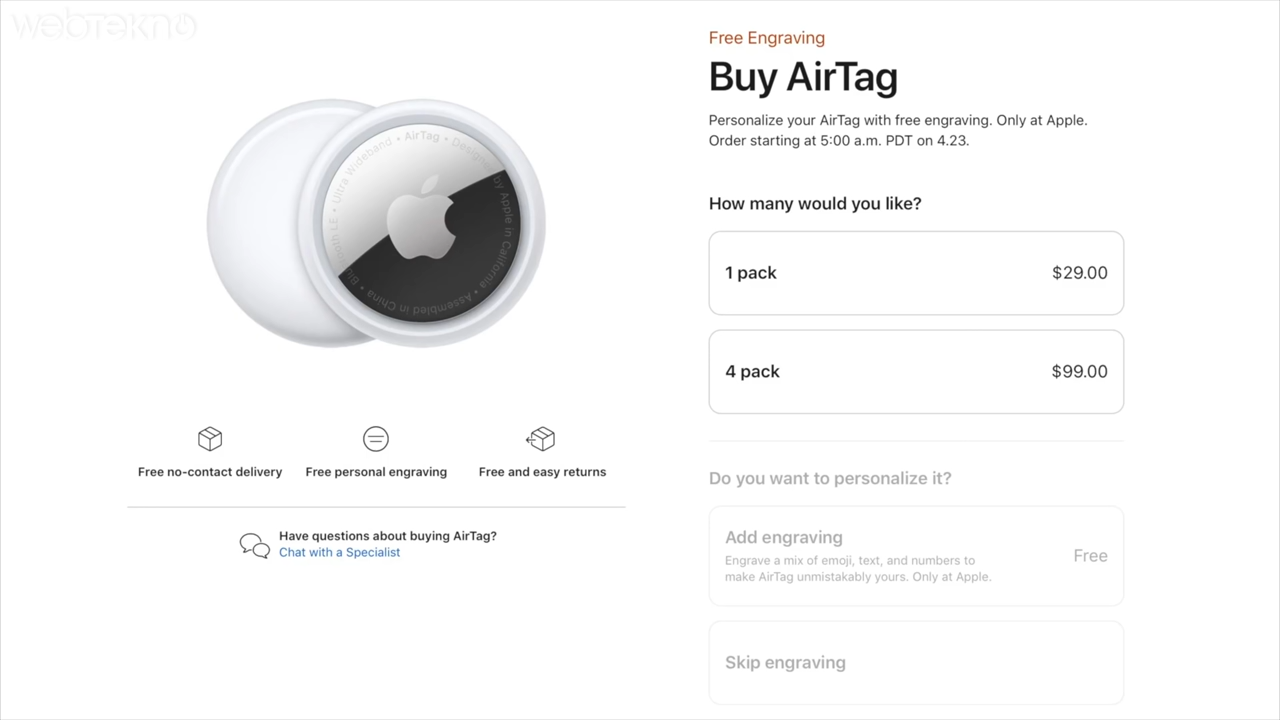 webtekno
Free Engraving
Buy AirTag
Personalize your AirTag with free engraving. Only at Apple.
Order starting at 5:00 a.m. PDT on 4.23.
How many would you like?
1 pack $29.00
4 pack $99.00
Do you want to personalize it?
Add engraving
Engrave a mix of emoji, text, and numbers to
make AirTag unmistakably yours. Only at Apple.
Free
Skip engraving
Bluetooth LE • Ultra Wideband • AirTag • Designed by Apple in California • Assembled in China •
Free no-contact delivery
Free personal engraving
Free and easy returns
Have questions about buying AirTag?
Chat with a Specialist